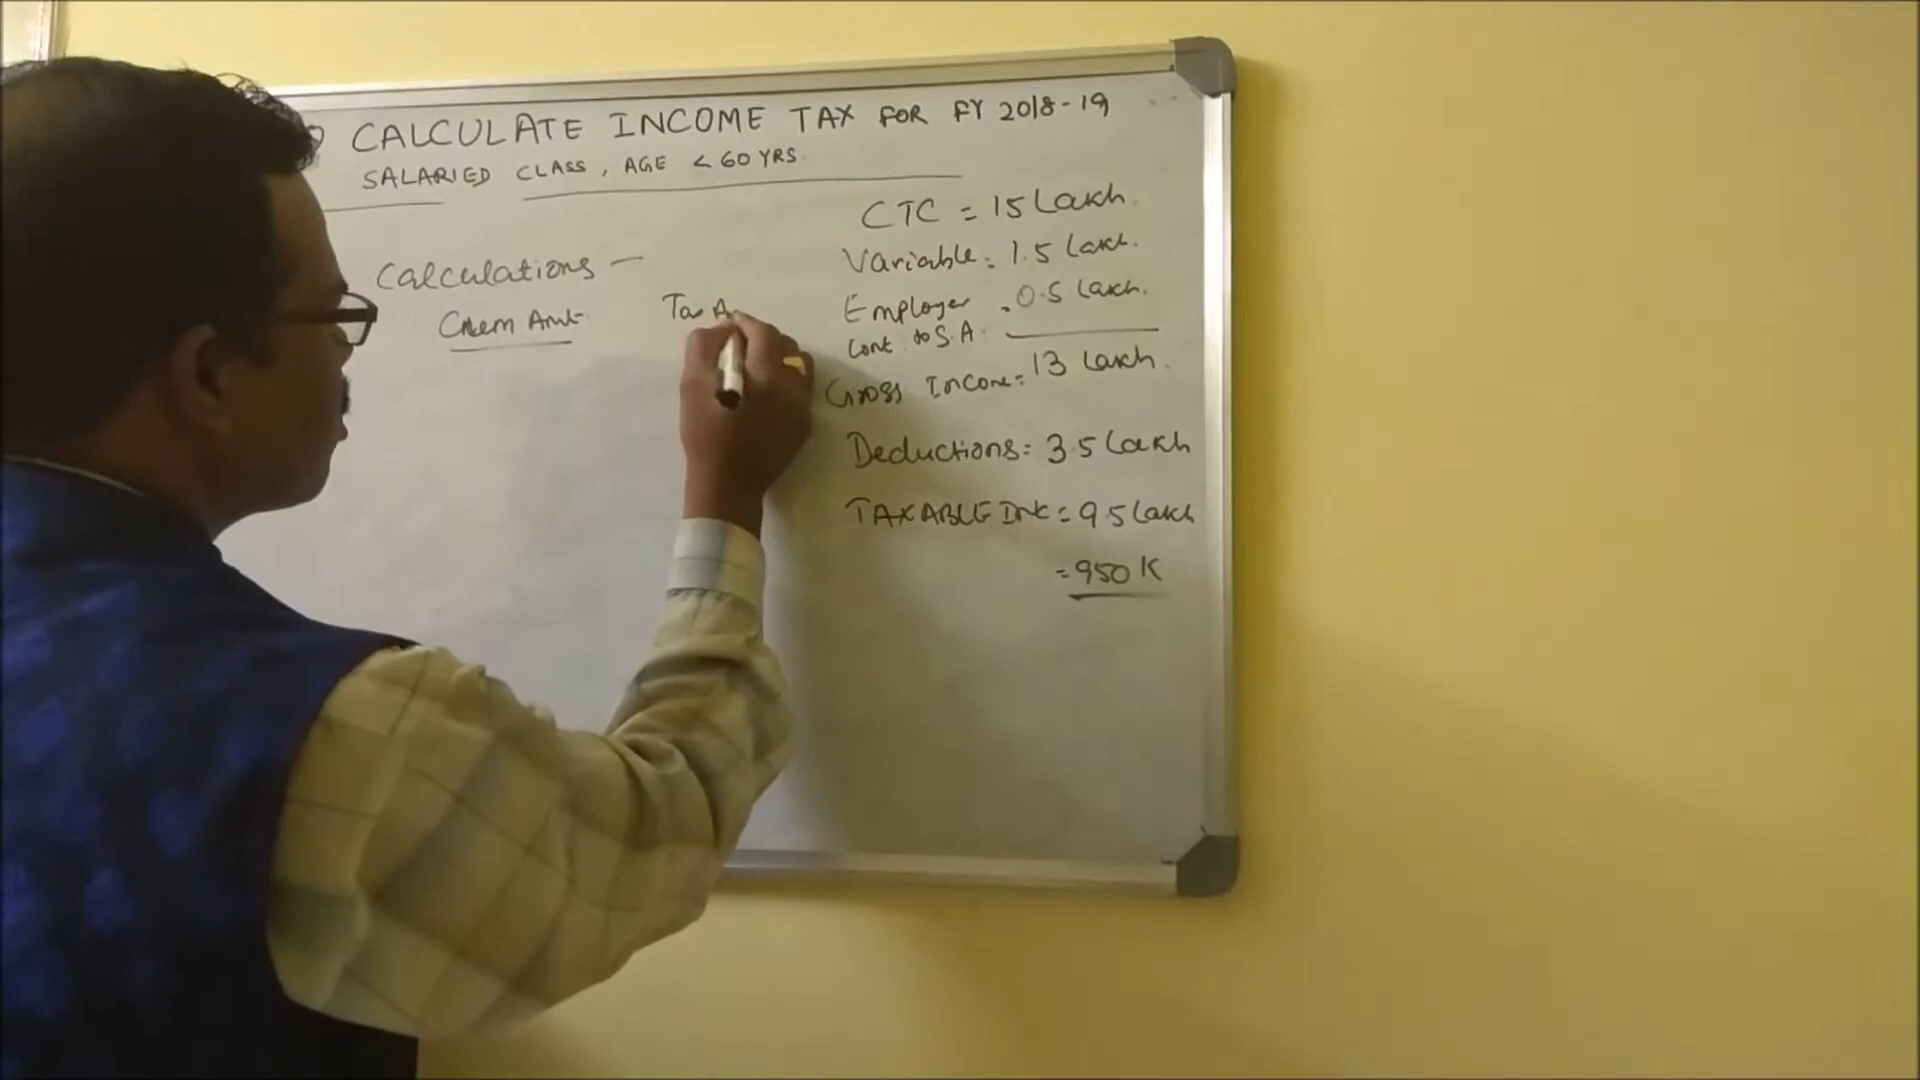 CALCULATE INCOME TAX FOR FY 2018-19
SALARIED CLASS, AGE < 60 YRS.
Calculations -
Cnem Amt.
Tax A
CTC = 15 Lakh.
Variable = 1.5 Lakh.
Employer = 0.5 Lakh.
Cont. to S.A.
Gross Income = 13 Lakh.
Deductions = 3.5 Lakh
TAXABLE INC = 9.5 Lakh
= 950 K